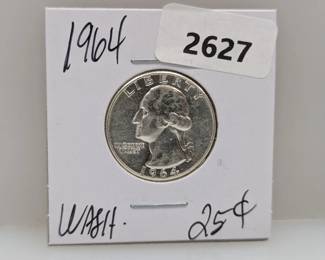 1964
2627
LIBERTY
IN GOD WE TRUST
1964
WASH.
25¢